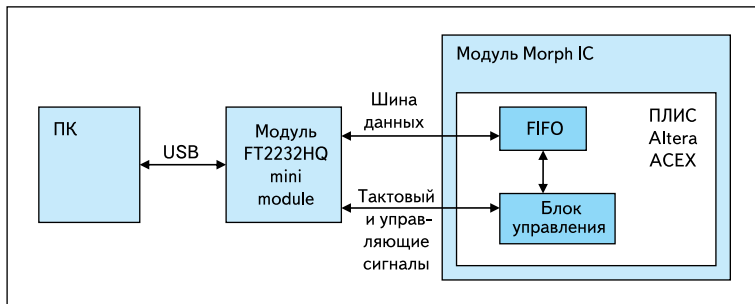 Модуль Morph IC
ПК
USB
Модуль
FT2232HQ
mini
module
Шина
данных
Тактовый
и управ-
ляющие
сигналы
FIFO
Блок
управления
ПЛИС
Altera
ACEX